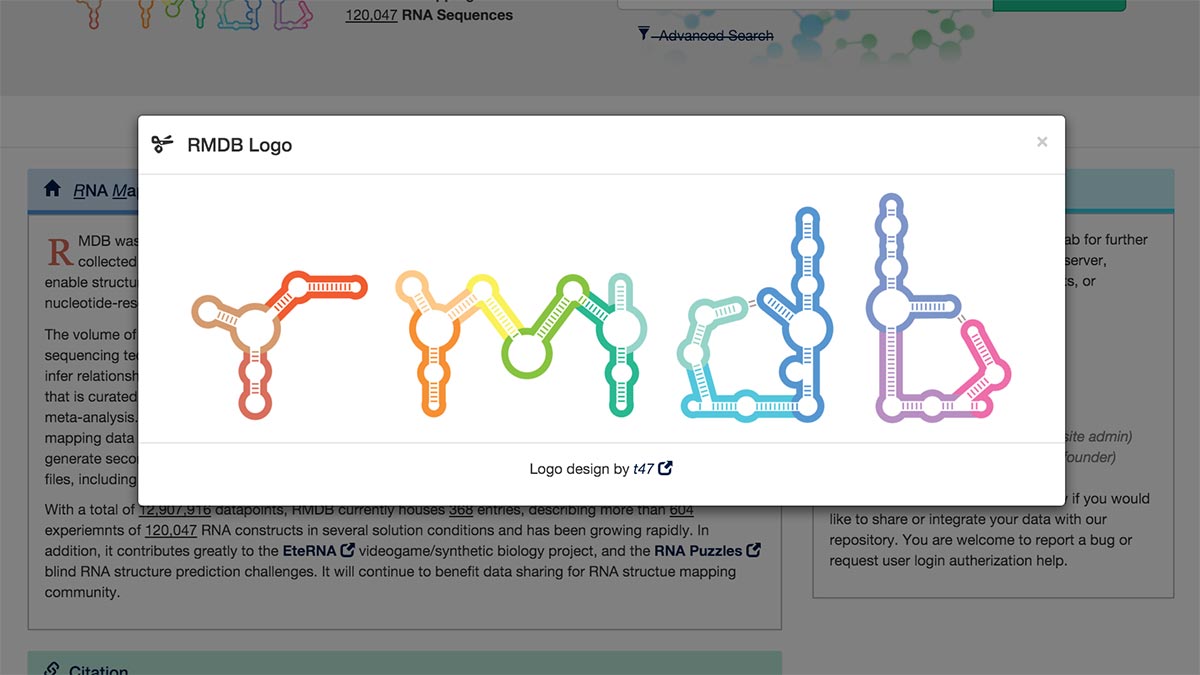 120,047 RNA Sequences
Advanced Search
RMDB Logo
RNA Ma
R
MDB was
collected
enable structu
nucleotide-res
The volume of
sequencing te
infer relationsh
that is curated
meta-analysis.
mapping data
generate seco
files, including
rmdb
Logo design by t47
ab for further
server,
ts, or
site admin)
founder)
With a total of 12,907,916 datapoints, RMDB currently houses 368 entries, describing more than 604
experiemnts of 120,047 RNA constructs in several solution conditions and has been growing rapidly. In
addition, it contributes greatly to the EteRNA videogame/synthetic biology project, and the RNA Puzzles
blind RNA structure prediction challenges. It will continue to benefit data sharing for RNA structue mapping
community.
y if you would
like to share or integrate your data with our
repository. You are welcome to report a bug or
request user login autherization help.
Citation